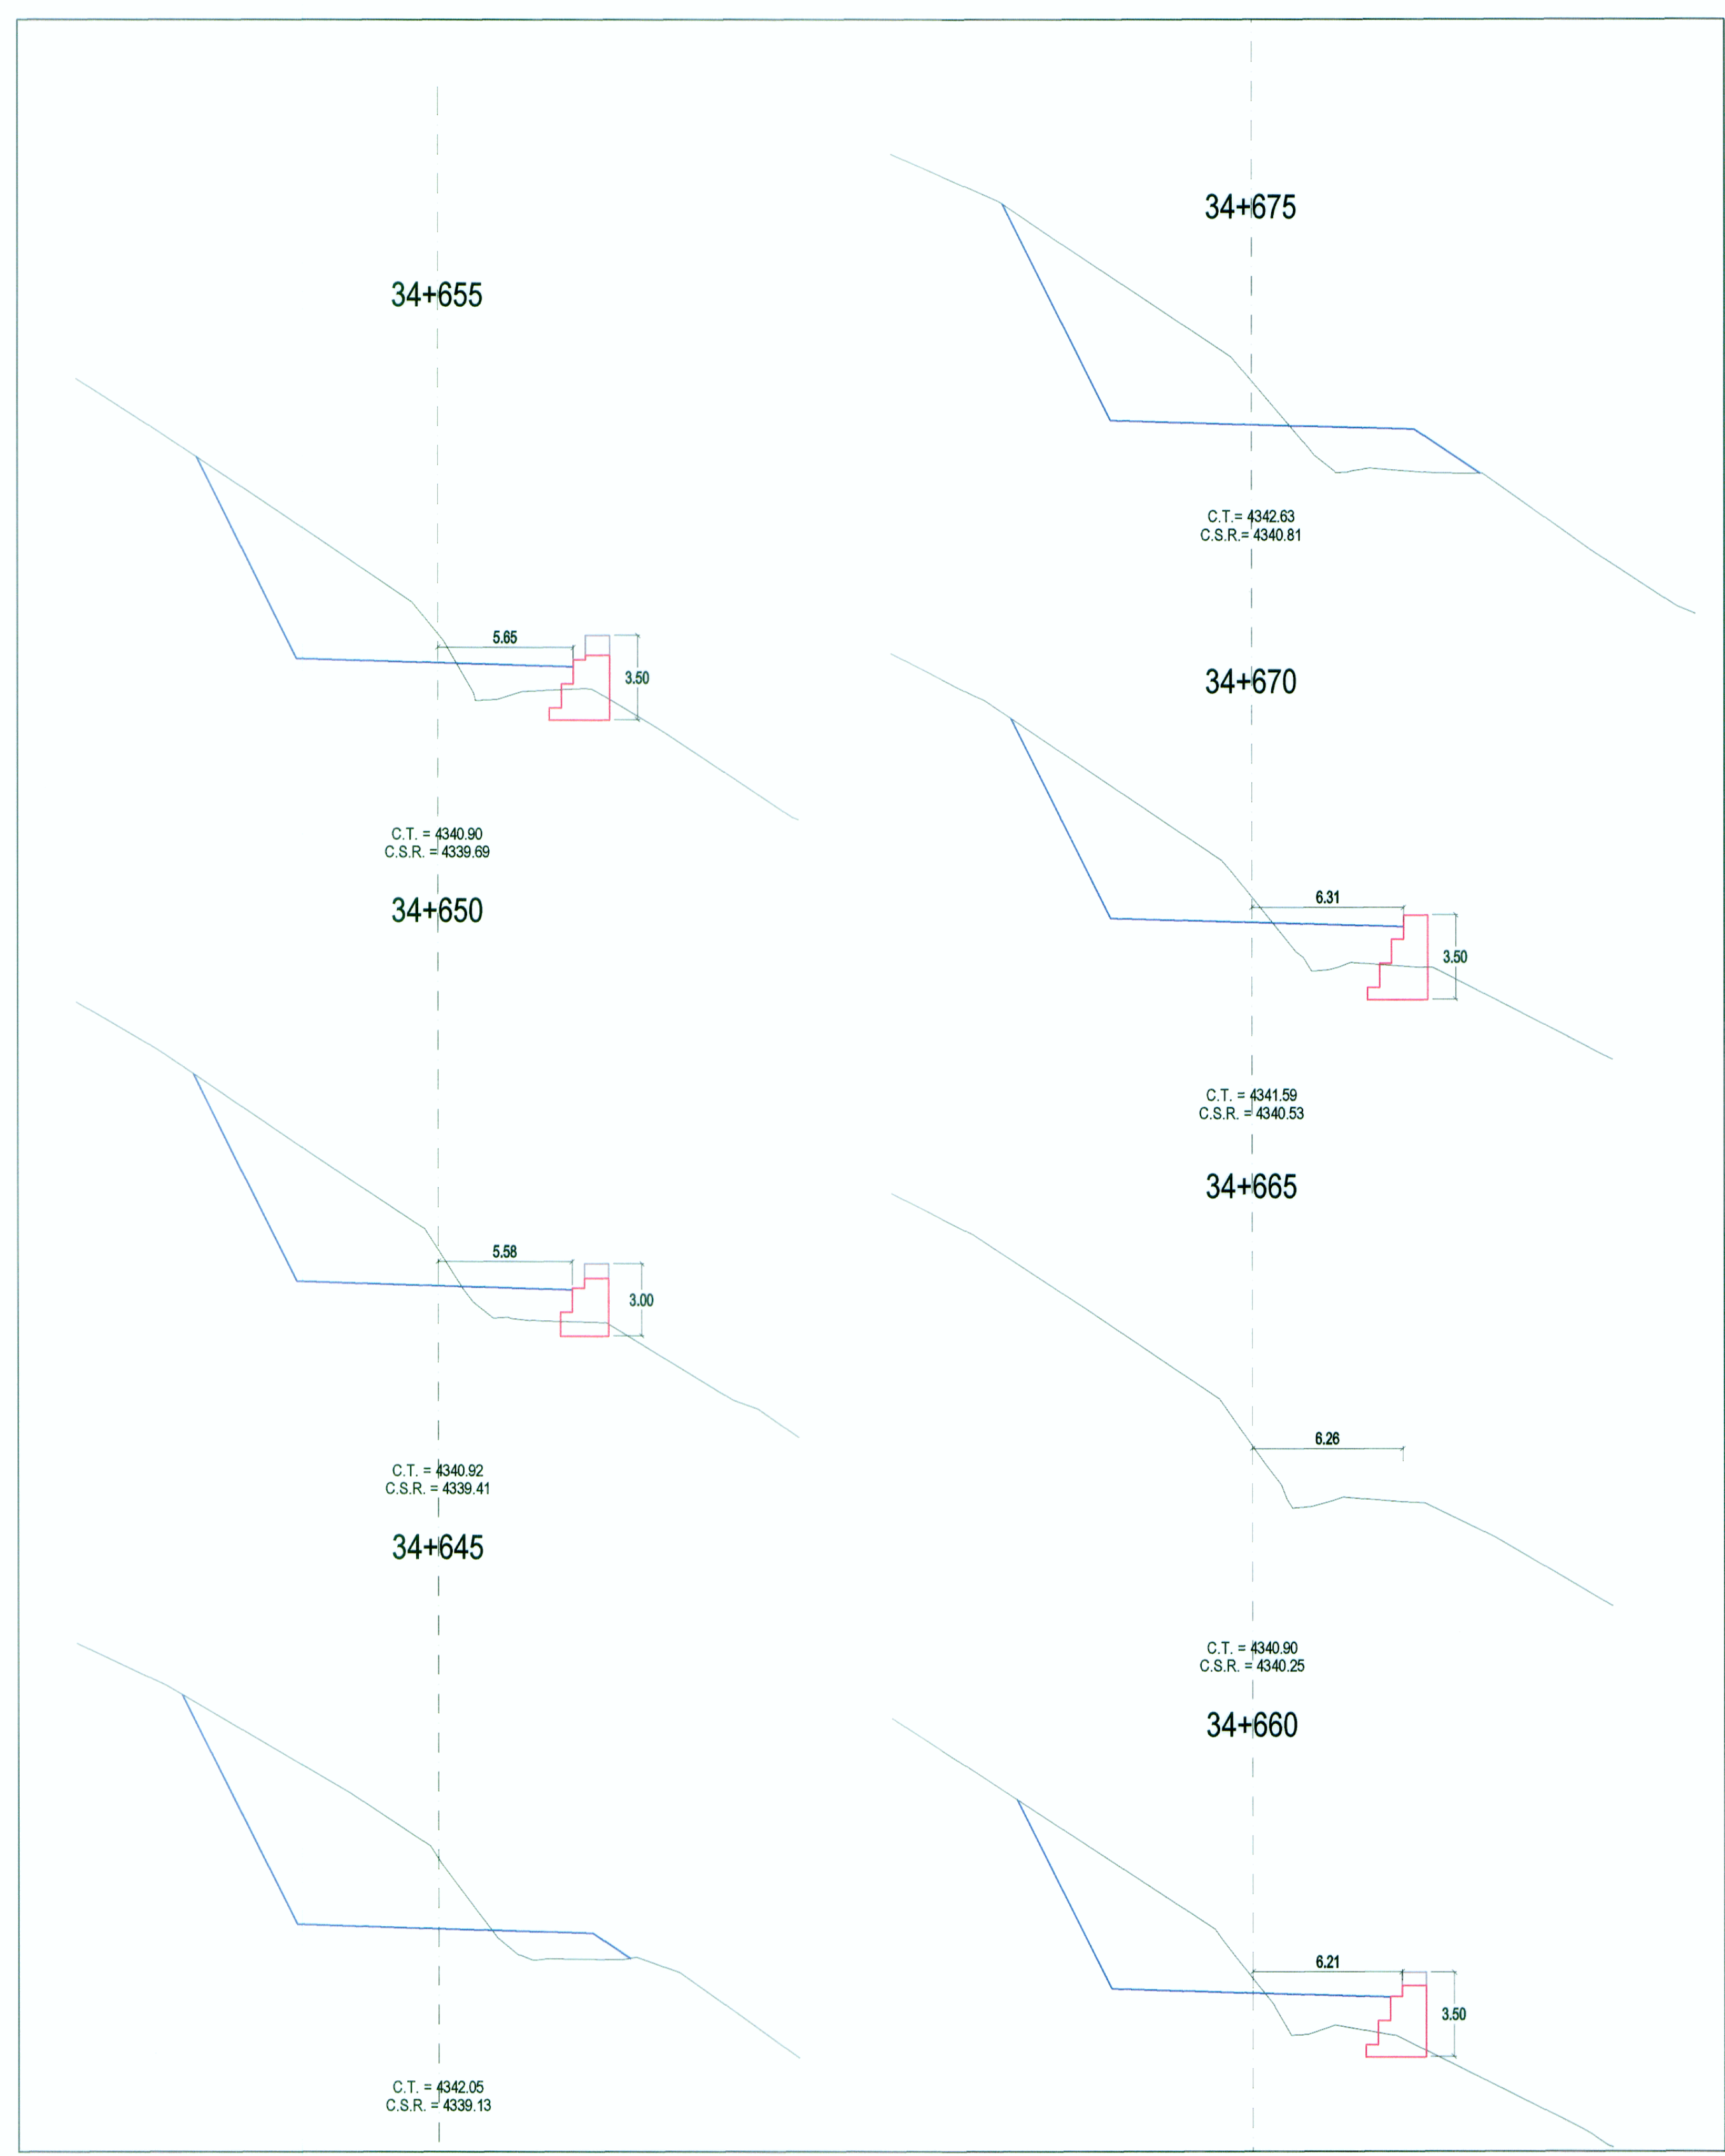 34+655
5.65
3.50
C.T. = 4340.90
C.S.R. = 4339.69
34+650
5.58
3.00
C.T. = 4340.92
C.S.R. = 4339.41
34+645
C.T. = 4342.05
C.S.R. = 4339.13
34+675
C.T.= 4342.63
C.S.R.= 4340.81
34+670
6.31
3.50
C.T. = 4341.59
C.S.R. = 4340.53
34+665
6.26
C.T. = 4340.90
C.S.R. = 4340.25
34+660
6.21
3.50